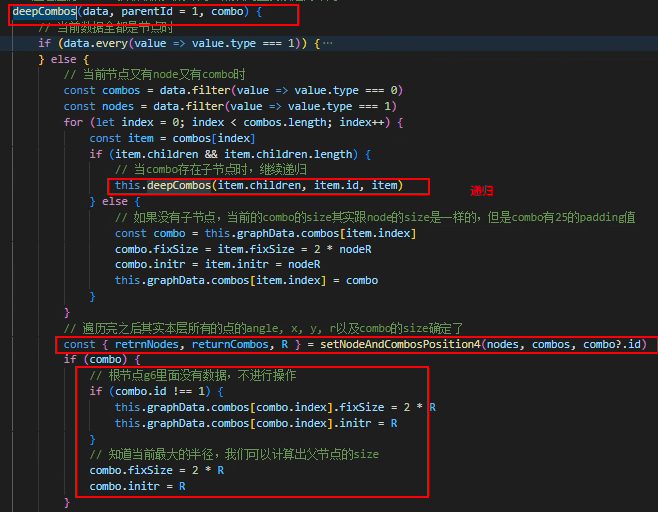 deepCombos(data, parentId = 1, combo) {
// 当前数据全都是节点时
if (data.every(value => value.type === 1)) {…
} else {
// 当前节点又有node又有combo时
const combos = data.filter(value => value.type === 0)
const nodes = data.filter(value => value.type === 1)
for (let index = 0; index < combos.length; index++) {
const item = combos[index]
if (item.children && item.children.length) {
// 当combo存在子节点时，继续递归
this.deepCombos(item.children, item.id, item)
递归
} else {
// 如果没有子节点，当前的combo的size其实跟node的size是一样的，但是combo有25的padding值
const combo = this.graphData.combos[item.index]
combo.fixSize = item.fixSize = 2 * nodeR
combo.initr = item.initr = nodeR
this.graphData.combos[item.index] = combo
}
}
// 遍历完之后其实本层所有的点的angle, x, y, r以及combo的size确定了
const { retrnNodes, returnCombos, R } = setNodeAndCombosPosition4(nodes, combos, combo?.id)
if (combo) {
// 根节点g6里面没有数据，不进行操作
if (combo.id !== 1) {
this.graphData.combos[combo.index].fixSize = 2 * R
this.graphData.combos[combo.index].initr = R
}
// 知道当前最大的半径，我们可以计算出父节点的size
combo.fixSize = 2 * R
combo.initr = R
}